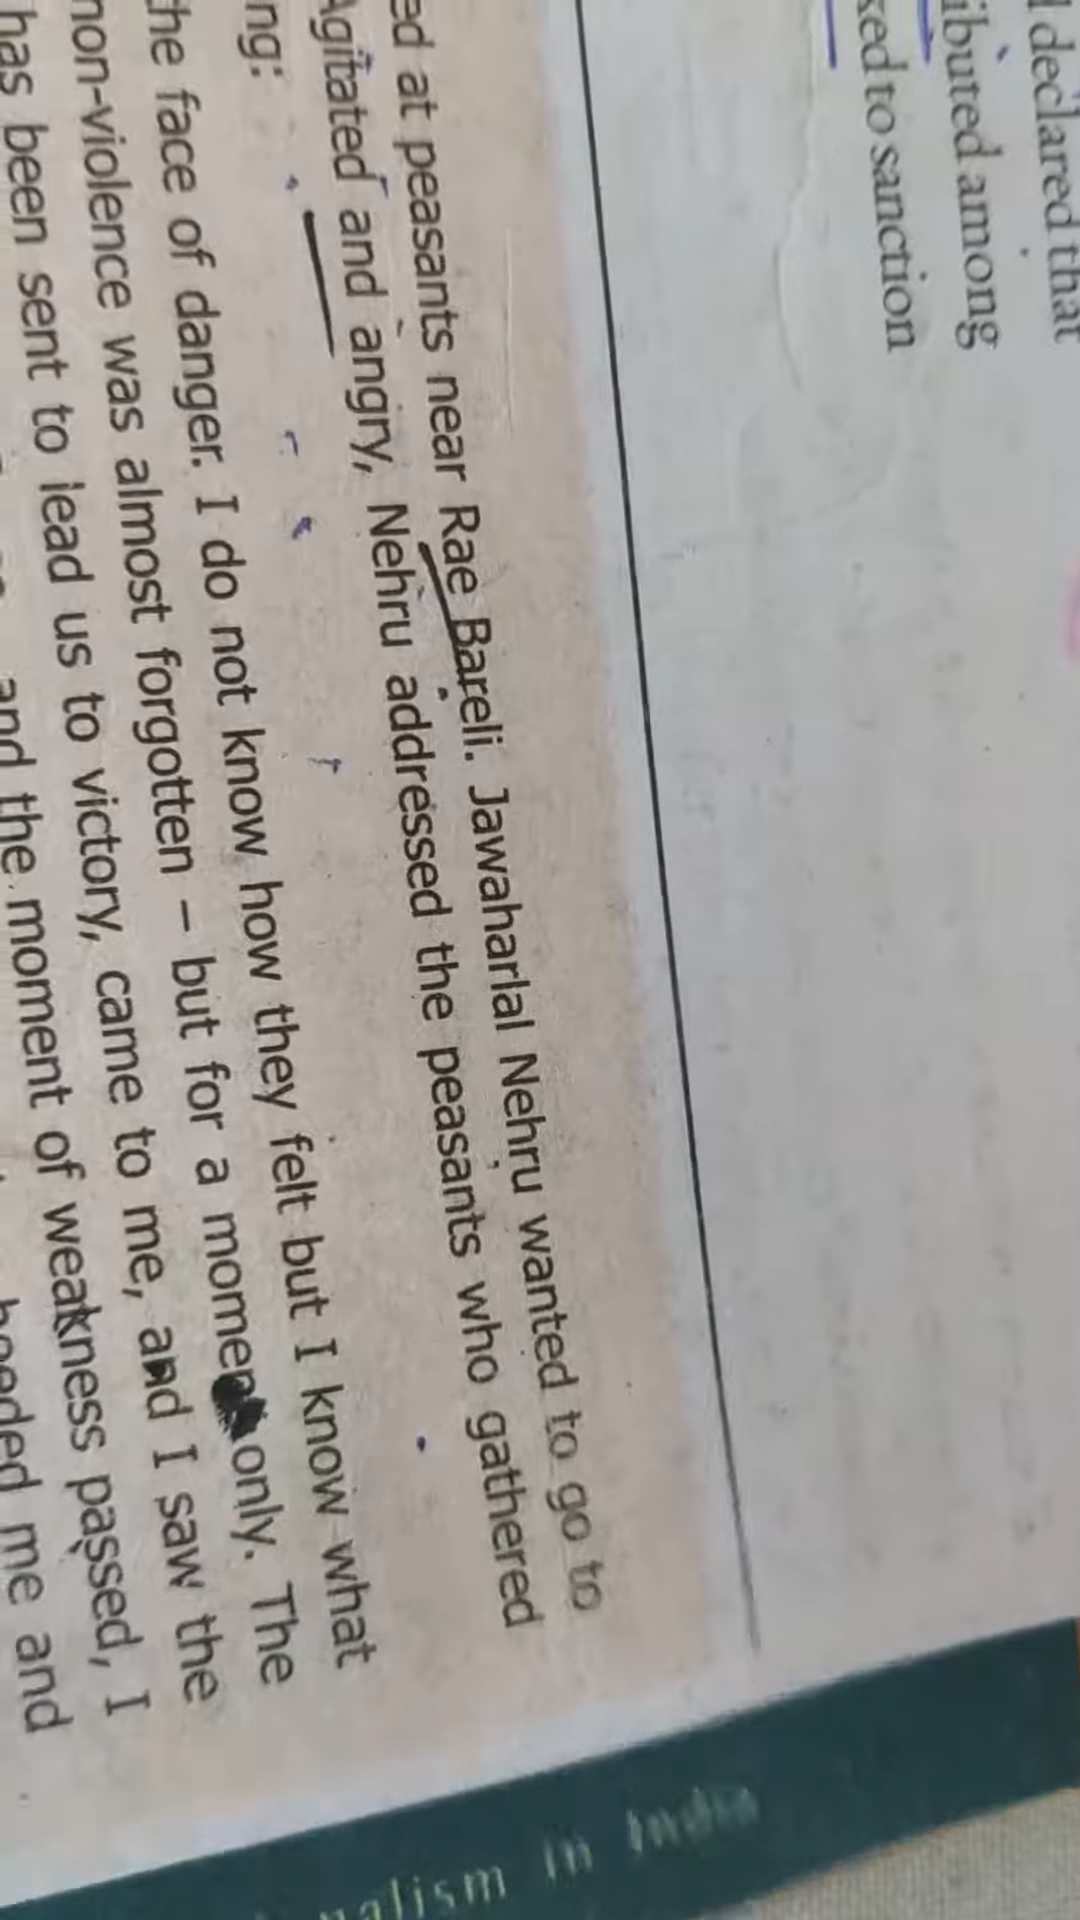 declared that
ibuted among
xed to sanction
ed at peasants near Rae Bareli. Jawaharlal Nehru wanted to go to
Agitated and angry, Nehru addressed the peasants who gathered
ng:
the face of danger. I do not know how they felt but I know what
non-violence was almost forgotten – but for a moment only. The
has been sent to lead us to victory, came to me, and I saw the
and the moment of weakness passed, I
heeded me and
nalism in India